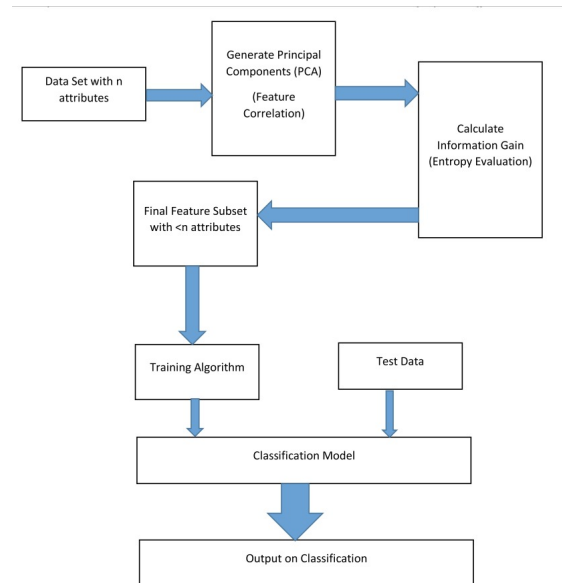 Data Set with n
attributes
Generate Principal
Components (PCA)
(Feature
Correlation)
Calculate
Information Gain
(Entropy Evaluation)
Final Feature Subset
with <n attributes
Training Algorithm
Test Data
Classification Model
Output on Classification